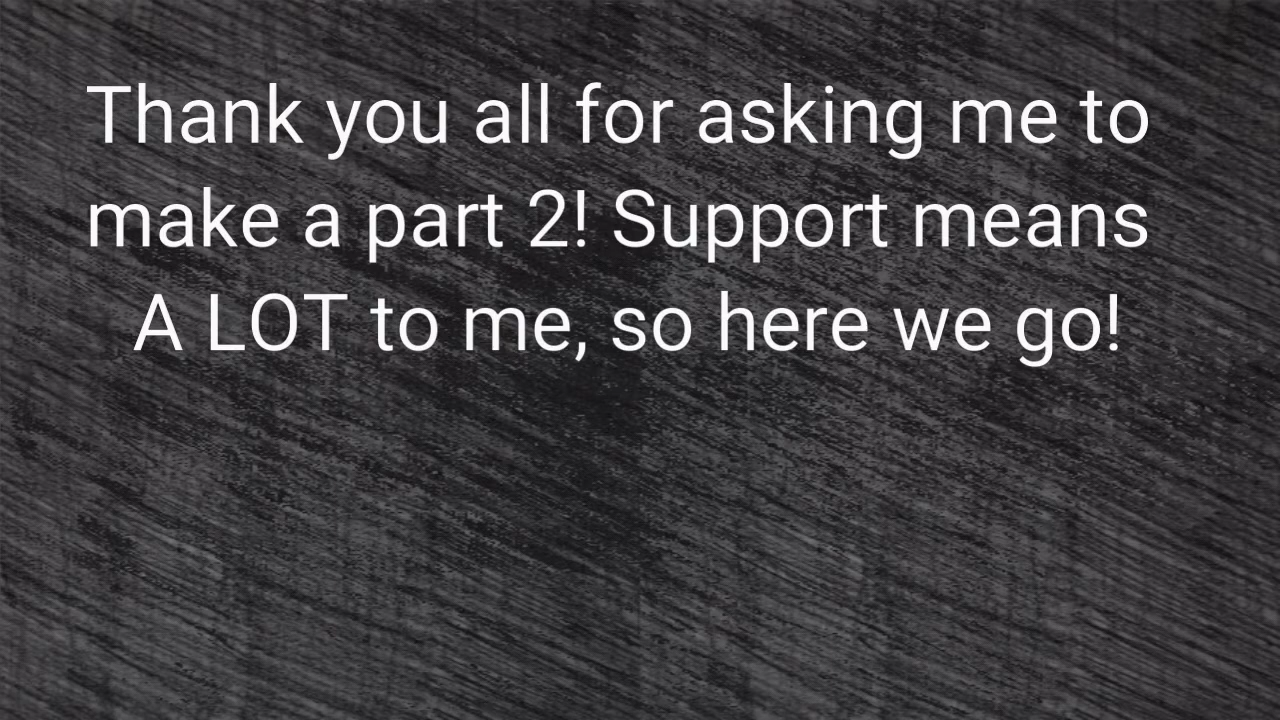 Thank you all for asking me to
make a part 2! Support means
A LOT to me, so here we go!